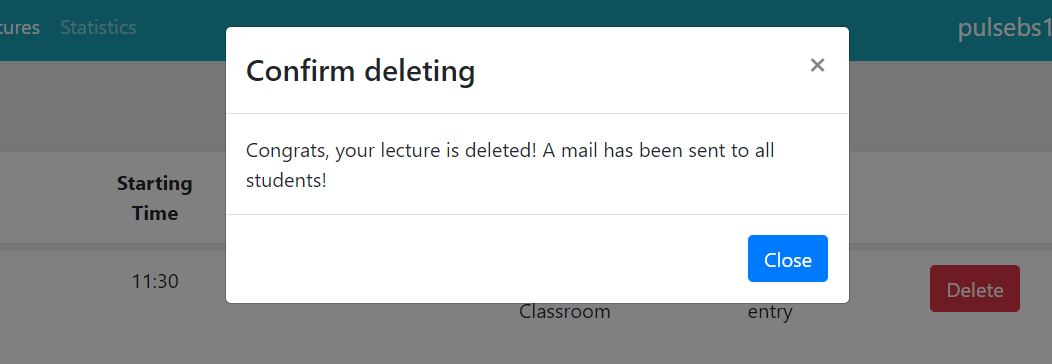 tures Statistics pulsebs1
Confirm deleting ×
Congrats, your lecture is deleted! A mail has been sent to all
students!
Starting
Time
Close
11:30
Delete
Classroom entry